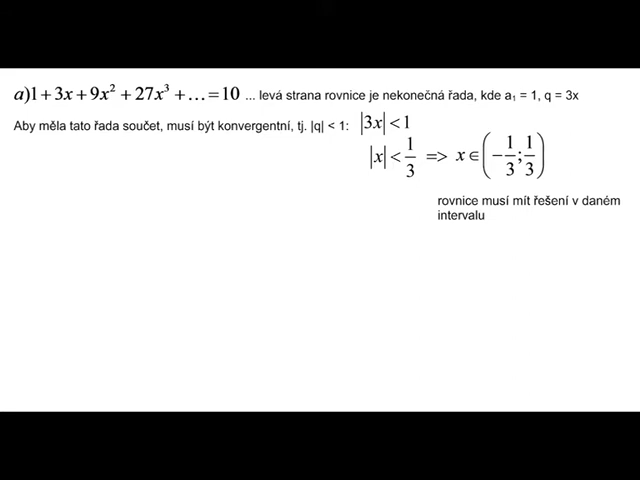 a)1+3x+9x²+27x³+...=10 ... levá strana rovnice je nekonečná řada, kde a₁ = 1, q = 3x
Aby měla tato řada součet, musí být konvergentní, tj. |q| < 1: |3x|<1
|x|<1/3 => x∈(-1/3;1/3)
rovnice musí mít řešení v daném
intervalu